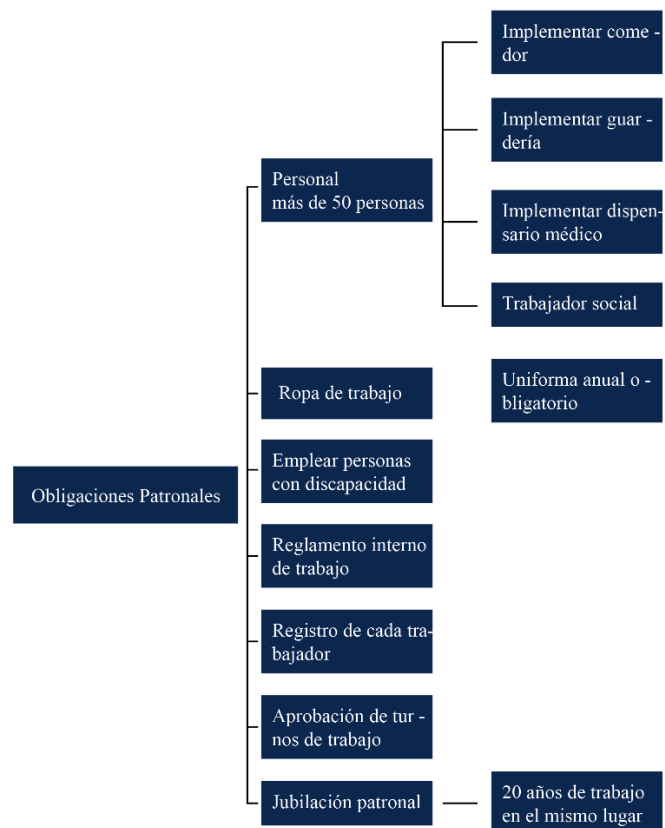 Implementar come -
dor
Implementar guar -
dería
Personal
más de 50 personas
Implementar dispen-
sario médico
Trabajador social
Ropa de trabajo
Uniforma anual o -
bligatorio
Obligaciones Patronales
Emplear personas
con discapacidad
Reglamento interno
de trabajo
Registro de cada tra-
bajador
Aprobación de tur -
nos de trabajo
Jubilación patronal
20 años de trabajo
en el mismo lugar